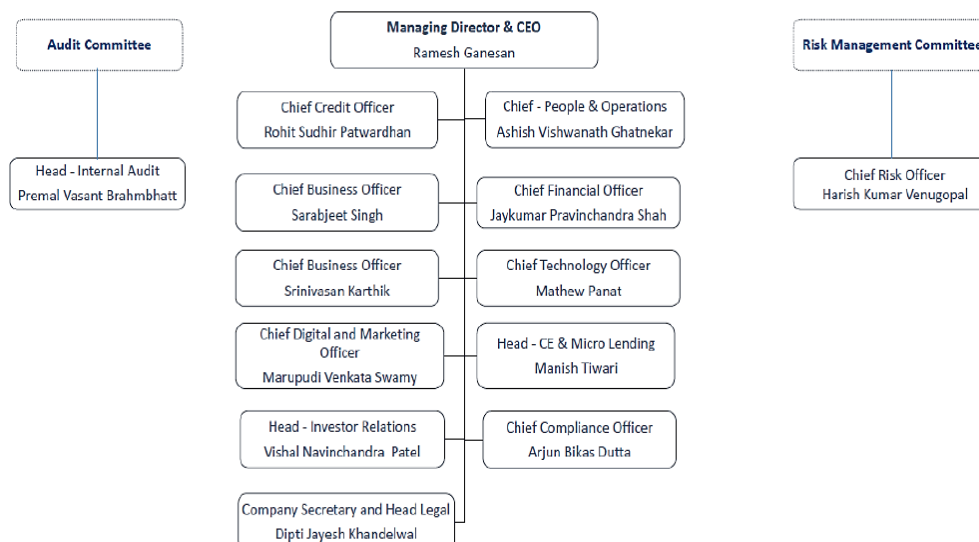 Audit Committee
Managing Director & CEO
Ramesh Ganesan
Risk Management Committee
Chief Credit Officer
Rohit Sudhir Patwardhan
Chief - People & Operations
Ashish Vishwanath Ghatnekar
Head - Internal Audit
Premal Vasant Brahmbhatt
Chief Risk Officer
Harish Kumar Venugopal
Chief Business Officer
Sarabjeet Singh
Chief Financial Officer
Jaykumar Pravinchandra Shah
Chief Business Officer
Srinivasan Karthik
Chief Technology Officer
Mathew Panat
Chief Digital and Marketing
Officer
Marupudi Venkata Swamy
Head - CE & Micro Lending
Manish Tiwari
Head - Investor Relations
Vishal Navinchandra Patel
Chief Compliance Officer
Arjun Bikas Dutta
Company Secretary and Head Legal
Dipti Jayesh Khandelwal